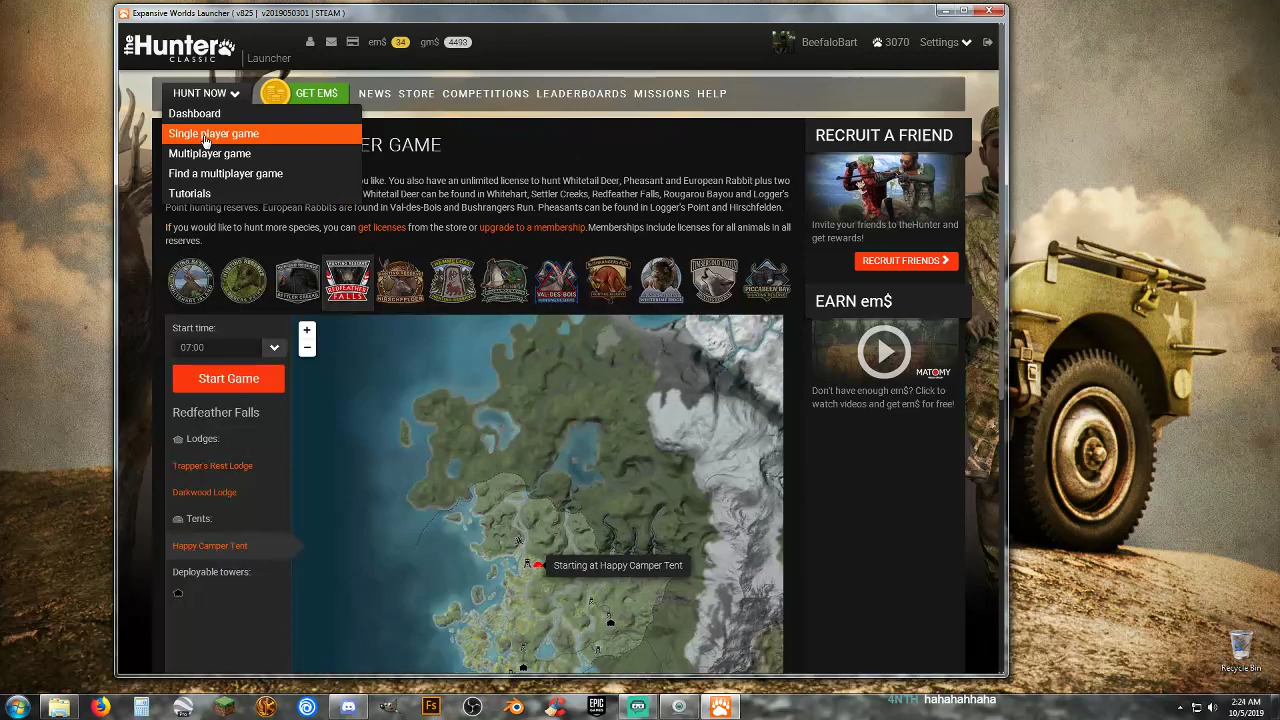 Expansive Worlds Launcher ( v825 | v2019050301 | STEAM )
theHunter CLASSIC | Launcher
em$ 34 gm$ 4493
BeefaloBart 3070 Settings
HUNT NOW GET EM$ NEWS STORE COMPETITIONS LEADERBOARDS MISSIONS HELP
Dashboard
Single player game
Multiplayer game
Find a multiplayer game
Tutorials
ER GAME
you like. You also have an unlimited license to hunt Whitetail Deer, Pheasant and European Rabbit plus two
Whitetail Deer can be found in Whitehart, Settler Creeks, Redfeather Falls, Rougarou Bayou and Logger's
Point hunting reserves. European Rabbits are found in Val-des-Bois and Bushrangers Run. Pheasants can be found in Logger's Point and Hirschfelden.
If you would like to hunt more species, you can get licenses from the store or upgrade to a membership. Memberships include licenses for all animals in all
reserves.
REDFEATHER FALLS
VAL-DES-BOIS
Start time:
07:00
Start Game
Redfeather Falls
Lodges:
Trapper's Rest Lodge
Darkwood Lodge
Tents:
Happy Camper Tent
Deployable towers:
+
−
Starting at Happy Camper Tent
RECRUIT A FRIEND
Invite your friends to theHunter and
get rewards!
RECRUIT FRIENDS
EARN em$
MATOMY
Don't have enough em$? Click to
watch videos and get em$ for free!
Recycle Bin
Pro
Fs
EPIC GAMES
4NTH hahahahhaha
2:24 AM
10/5/2019